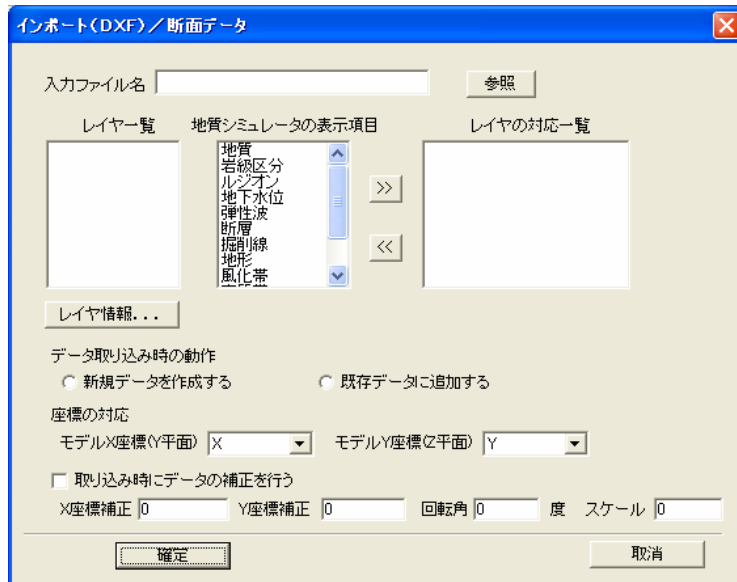 インポート(DXF)／断面データ
入力ファイル名 参照
レイヤ一覧 地質シミュレータの表示項目 レイヤの対応一覧
地質
岩級区分
ルジオン
地下水位
弾性波
断層
掘削線
地形
風化帯
>>
<<
レイヤ情報...
データ取り込み時の動作
新規データを作成する 既存データに追加する
座標の対応
モデルX座標(Y平面) X モデルY座標(Z平面) Y
取り込み時にデータの補正を行う
X座標補正 0 Y座標補正 0 回転角 0 度 スケール 0
確定 取消